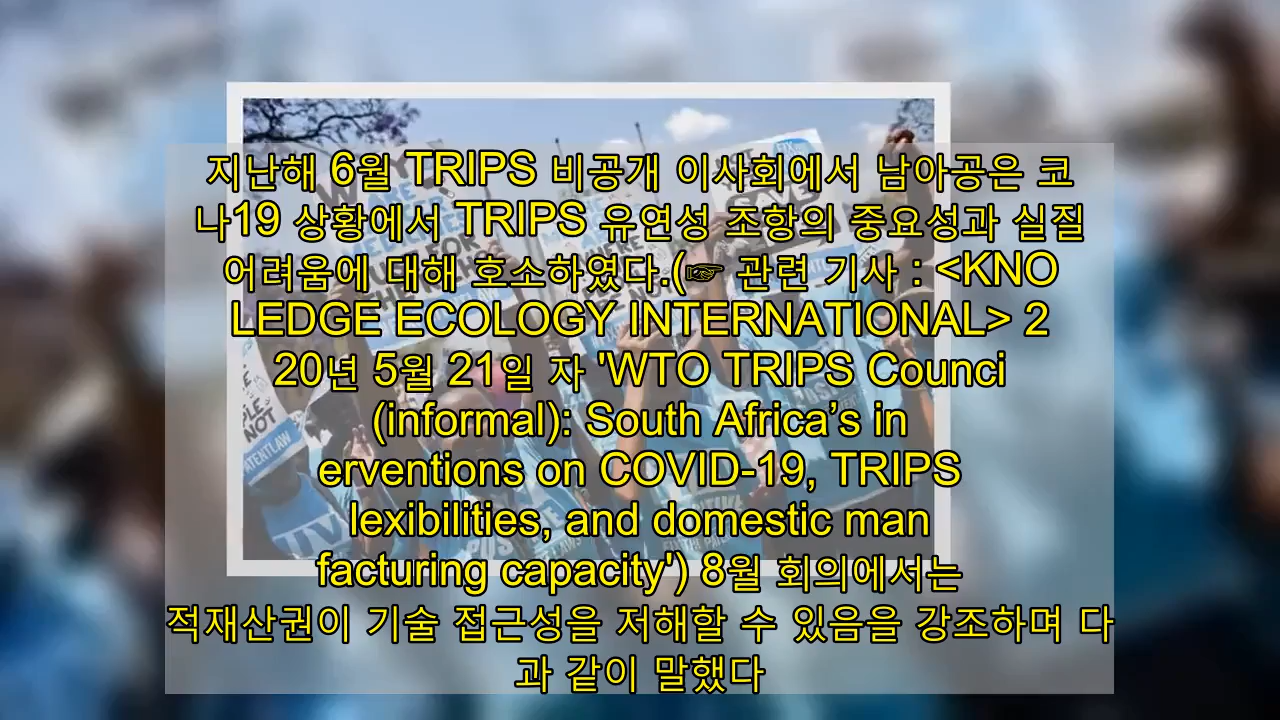 지난해 6월 TRIPS 비공개 이사회에서 남아공은 코
나19 상황에서 TRIPS 유연성 조항의 중요성과 실질
어려움에 대해 호소하였다.(☞ 관련 기사 : <KNO
LEDGE ECOLOGY INTERNATIONAL> 2
20년 5월 21일 자 'WTO TRIPS Counci
(informal): South Africa’s in
erventions on COVID-19, TRIPS
lexibilities, and domestic man
facturing capacity') 8월 회의에서는
적재산권이 기술 접근성을 저해할 수 있음을 강조하며 다
과 같이 말했다